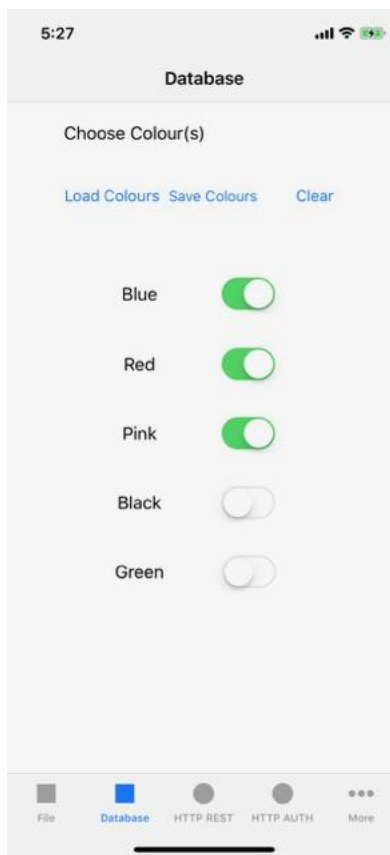 5:27
Database
Choose Colour(s)
Load Colours Save Colours Clear
Blue
Red
Pink
Black
Green
File Database HTTP REST HTTP AUTH More